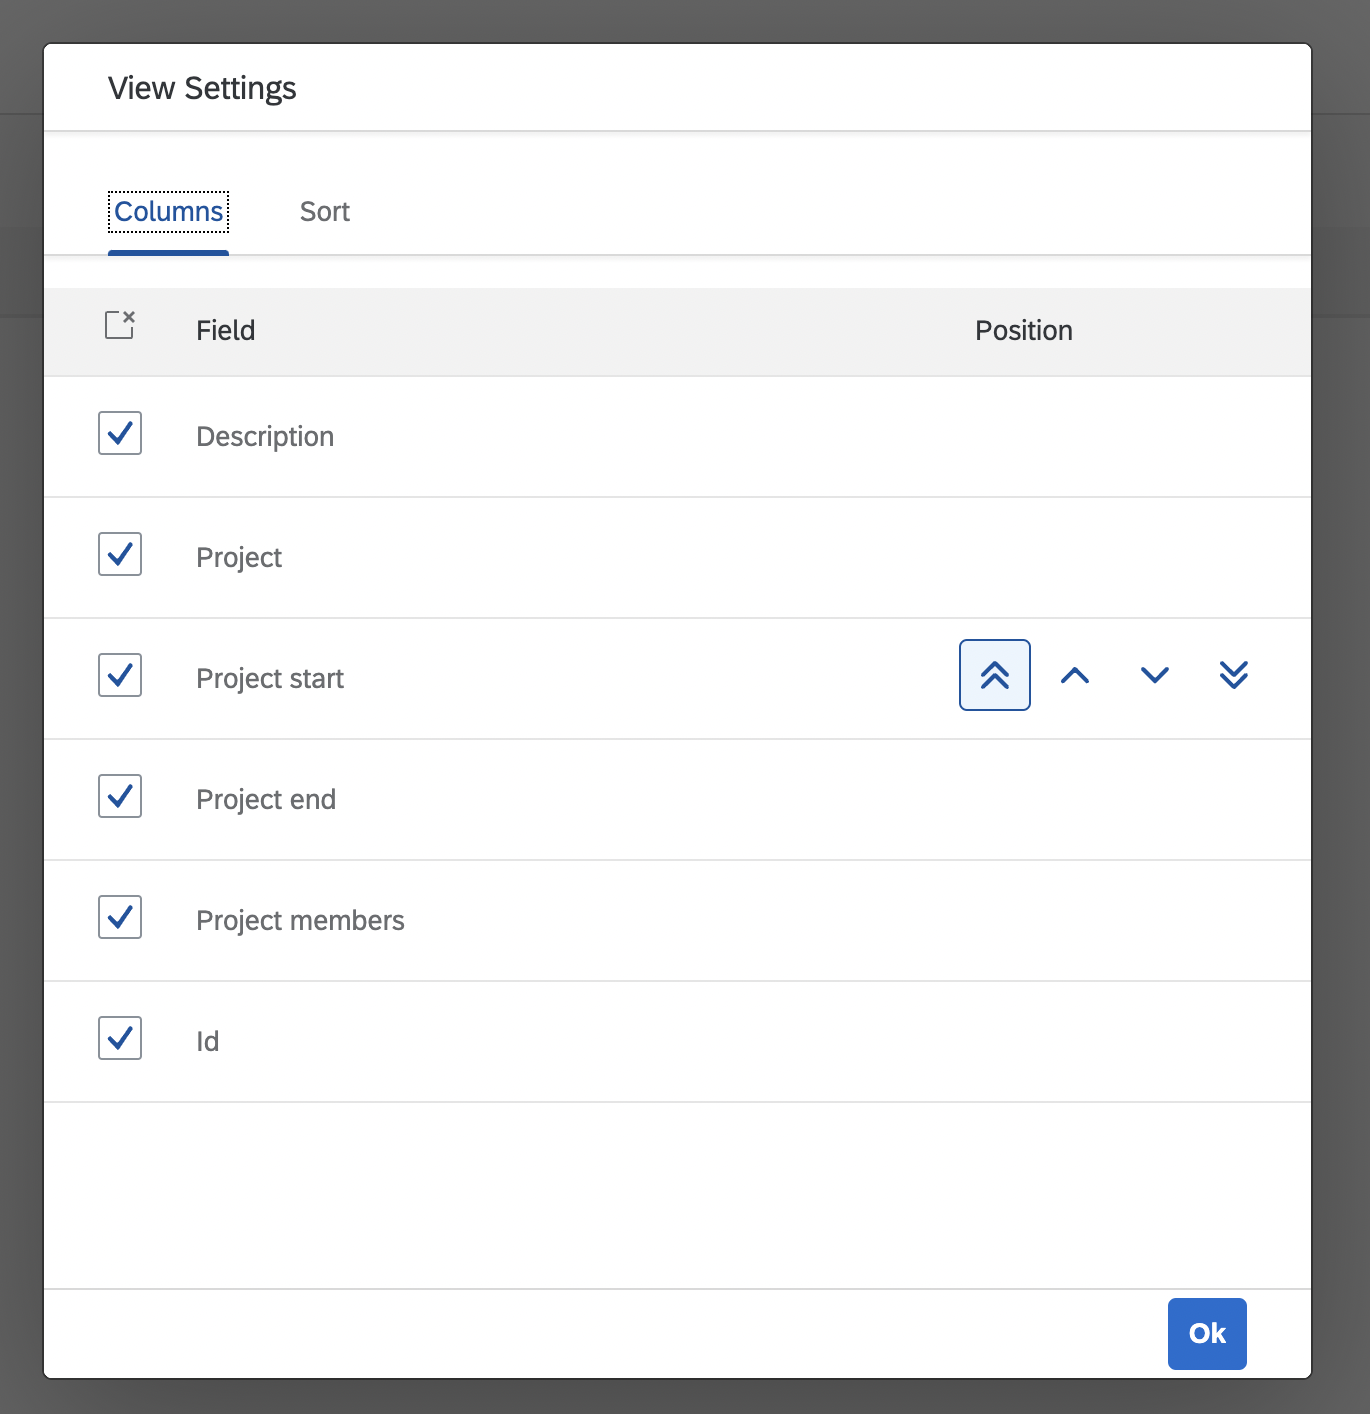 View Settings
Columns Sort
Field Position
Description
Project
Project start
Project end
Project members
Id
Ok